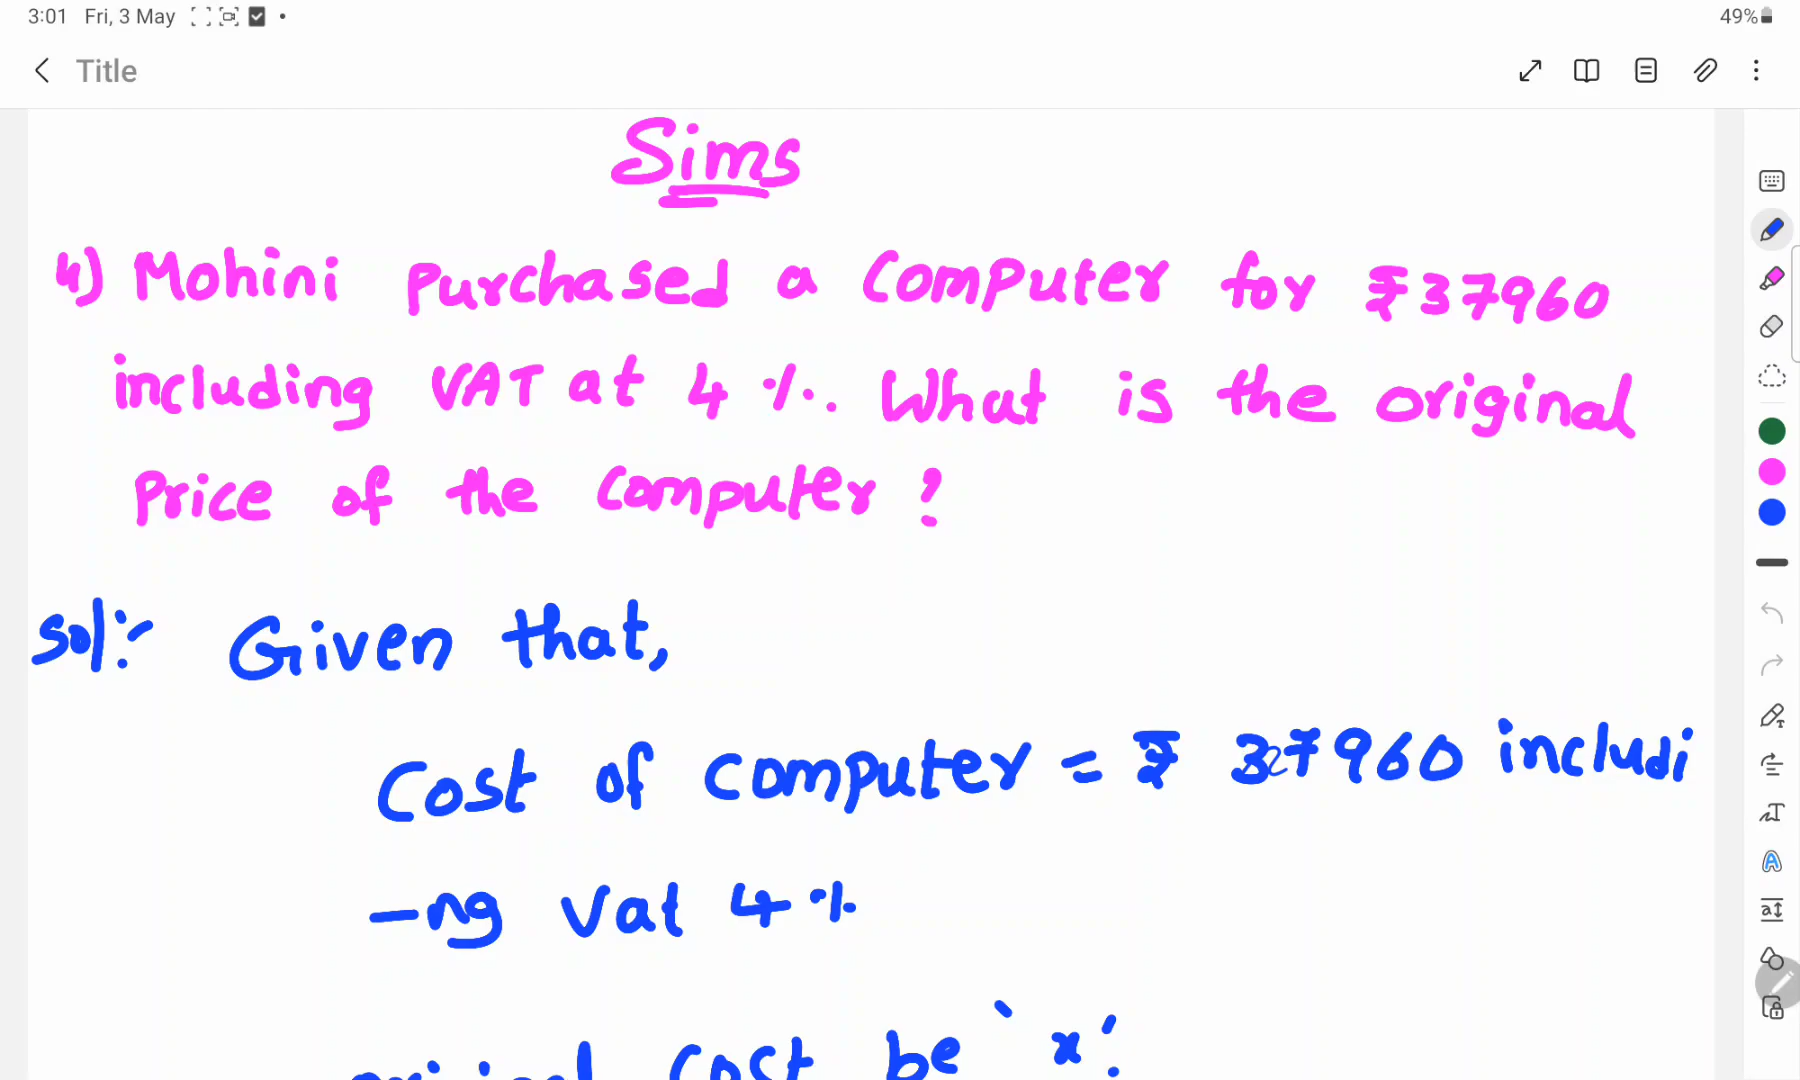 3:01 Fri, 3 May
49%
Title
Sims
4) Mohini purchased a computer for ₹37960
including VAT at 4%. What is the original
price of the computer?
Sol:- Given that,
Cost of computer = ₹ 37960 includi
-ng Vat 4%
original cost be 'x'.